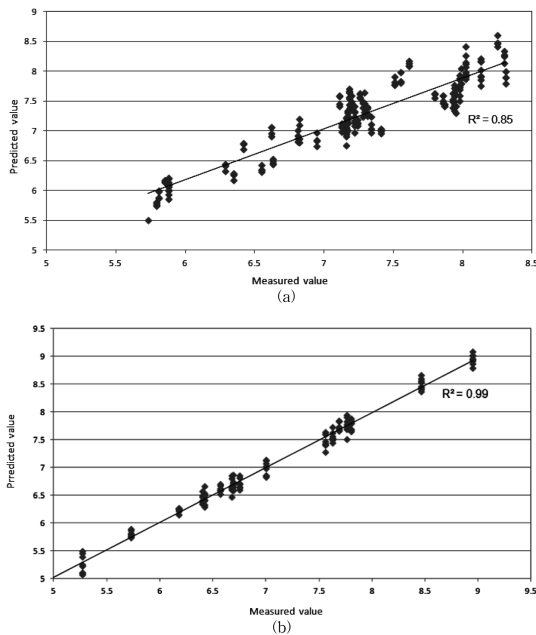 9
8.5
8
7.5
7
6.5
6
5.5
5
Predicted value
R² = 0.85
5 5.5 6 6.5 7 7.5 8 8.5
Measured value
(a)
9.5
9
8.5
8
7.5
7
6.5
6
5.5
5
Prredicted value
R² = 0.99
5 5.5 6 6.5 7 7.5 8 8.5 9 9.5
Measured value
(b)